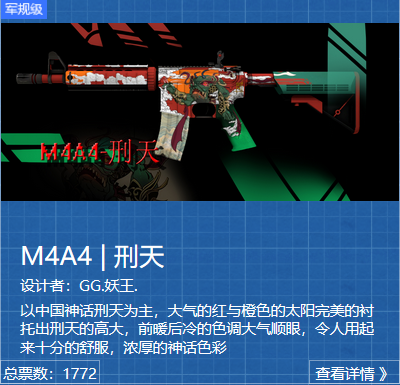 军规级
M4A4-刑天
M4A4 | 刑天
设计者：GG.妖王.
以中国神话刑天为主，大气的红与橙色的太阳完美的衬
托出刑天的高大，前暖后冷的色调大气顺眼，令人用起
来十分的舒服，浓厚的神话色彩
总票数：1772
查看详情 》